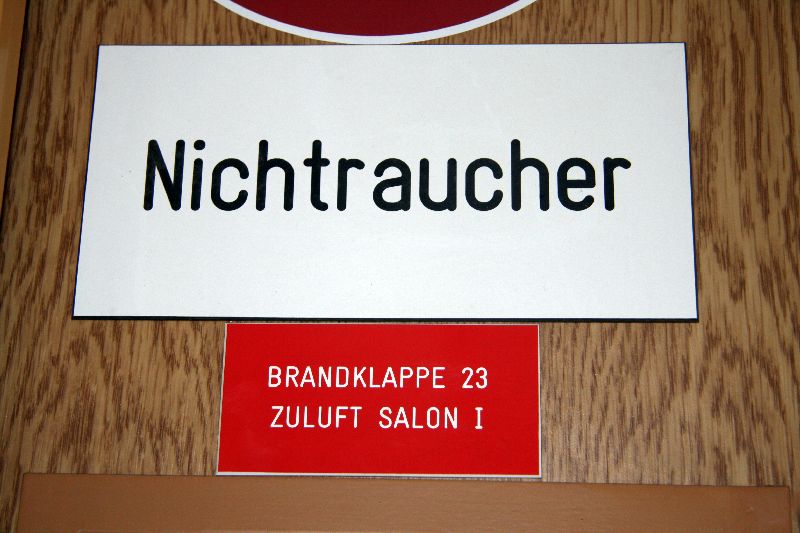 Nichtraucher
BRANDKLAPPE 23
ZULUFT SALON I